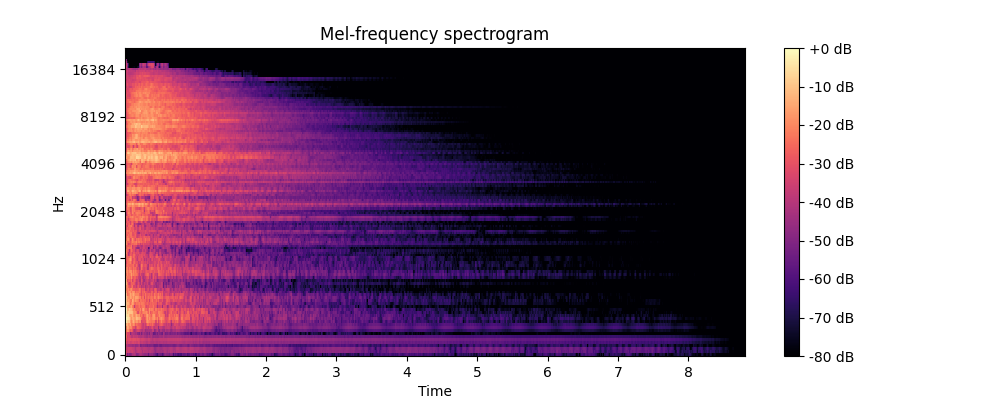 Mel-frequency spectrogram
Hz
16384
8192
4096
2048
1024
512
0
0 1 2 3 4 5 6 7 8
Time
+0 dB
-10 dB
-20 dB
-30 dB
-40 dB
-50 dB
-60 dB
-70 dB
-80 dB